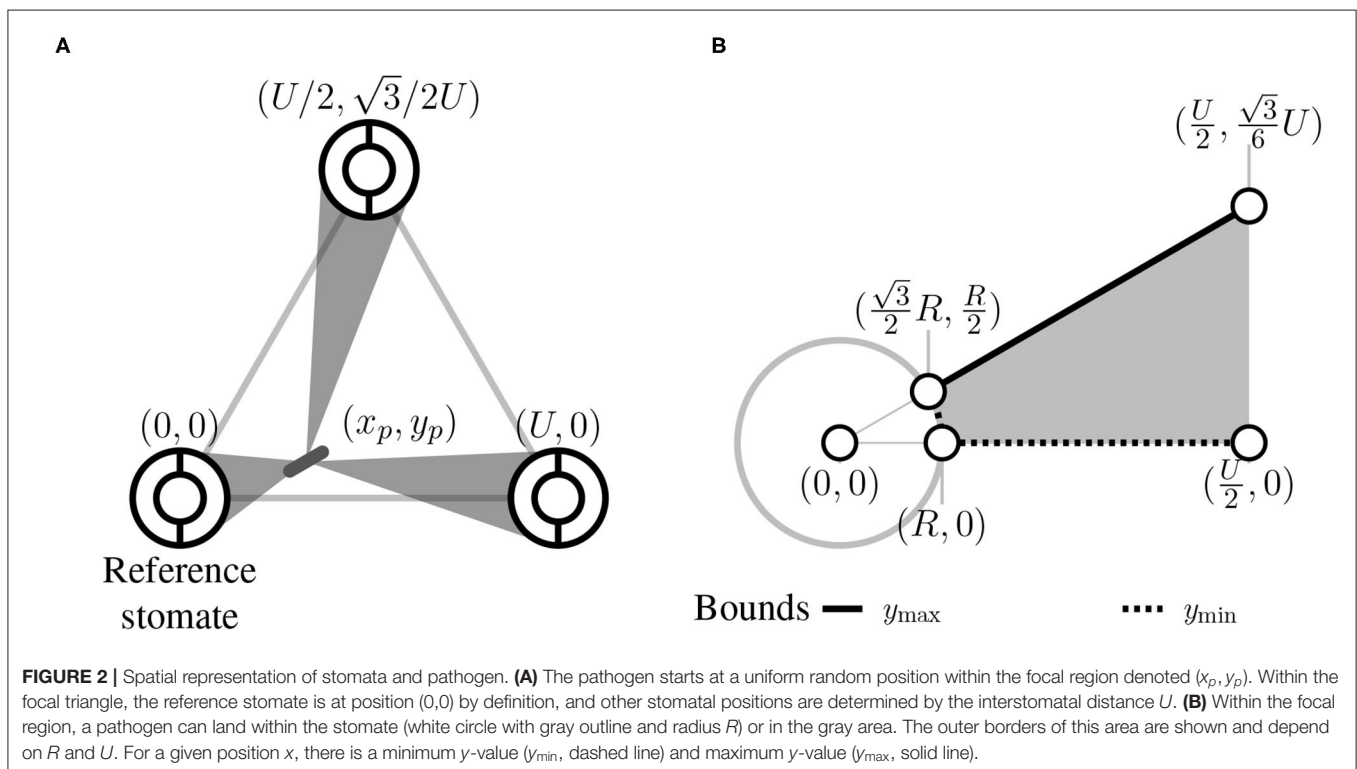 A
B
(U/2, √3/2U)
(0, 0)
(x_p, y_p)
(U, 0)
Reference
stomate
(U/2, √3/6 U)
(√3/2 R, R/2)
(0, 0)
(R, 0)
(U/2, 0)
Bounds y_max y_min
FIGURE 2 | Spatial representation of stomata and pathogen. (A) The pathogen starts at a uniform random position within the focal region denoted (x_p, y_p). Within the
focal triangle, the reference stomate is at position (0,0) by definition, and other stomatal positions are determined by the interstomatal distance U. (B) Within the focal
region, a pathogen can land within the stomate (white circle with gray outline and radius R) or in the gray area. The outer borders of this area are shown and depend
on R and U. For a given position x, there is a minimum y-value (y_min, dashed line) and maximum y-value (y_max, solid line).